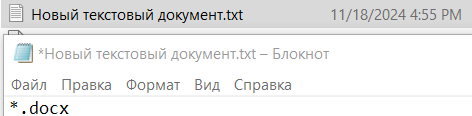 Новый текстовый документ.txt 11/18/2024 4:55 PM
*Новый текстовый документ.txt – Блокнот
Файл Правка Формат Вид Справка
*.docx